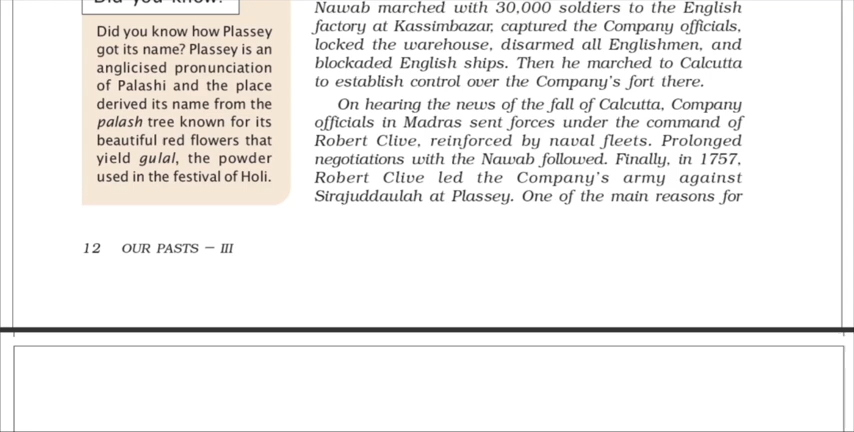 Did you know?
Did you know how Plassey
got its name? Plassey is an
anglicised pronunciation
of Palashi and the place
derived its name from the
palash tree known for its
beautiful red flowers that
yield gulal, the powder
used in the festival of Holi.
Nawab marched with 30,000 soldiers to the English
factory at Kassimbazar, captured the Company officials,
locked the warehouse, disarmed all Englishmen, and
blockaded English ships. Then he marched to Calcutta
to establish control over the Company's fort there.
On hearing the news of the fall of Calcutta, Company
officials in Madras sent forces under the command of
Robert Clive, reinforced by naval fleets. Prolonged
negotiations with the Nawab followed. Finally, in 1757,
Robert Clive led the Company's army against
Sirajuddaulah at Plassey. One of the main reasons for
12 OUR PASTS – III